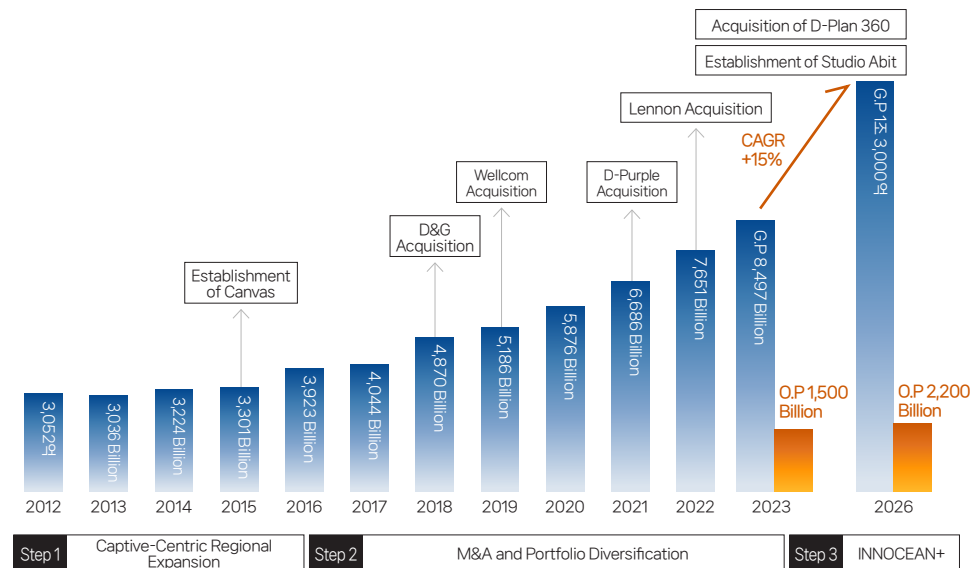 Acquisition of D-Plan 360
Establishment of Studio Abit
Lennon Acquisition
CAGR
+15%
Wellcom
Acquisition
D-Purple
Acquisition
D&G
Acquisition
Establishment
of Canvas
3,052억
3,036 Billion
3,224 Billion
3,301 Billion
3,923 Billion
4,044 Billion
4,870 Billion
5,186 Billion
5,876 Billion
6,686 Billion
7,651 Billion
G.P 8,497 Billion
O.P 1,500
Billion
G.P 1조 3,000억
O.P 2,200
Billion
2012
2013
2014
2015
2016
2017
2018
2019
2020
2021
2022
2023
2026
Step 1
Captive-Centric Regional
Expansion
Step 2
M&A and Portfolio Diversification
Step 3
INNOCEAN+